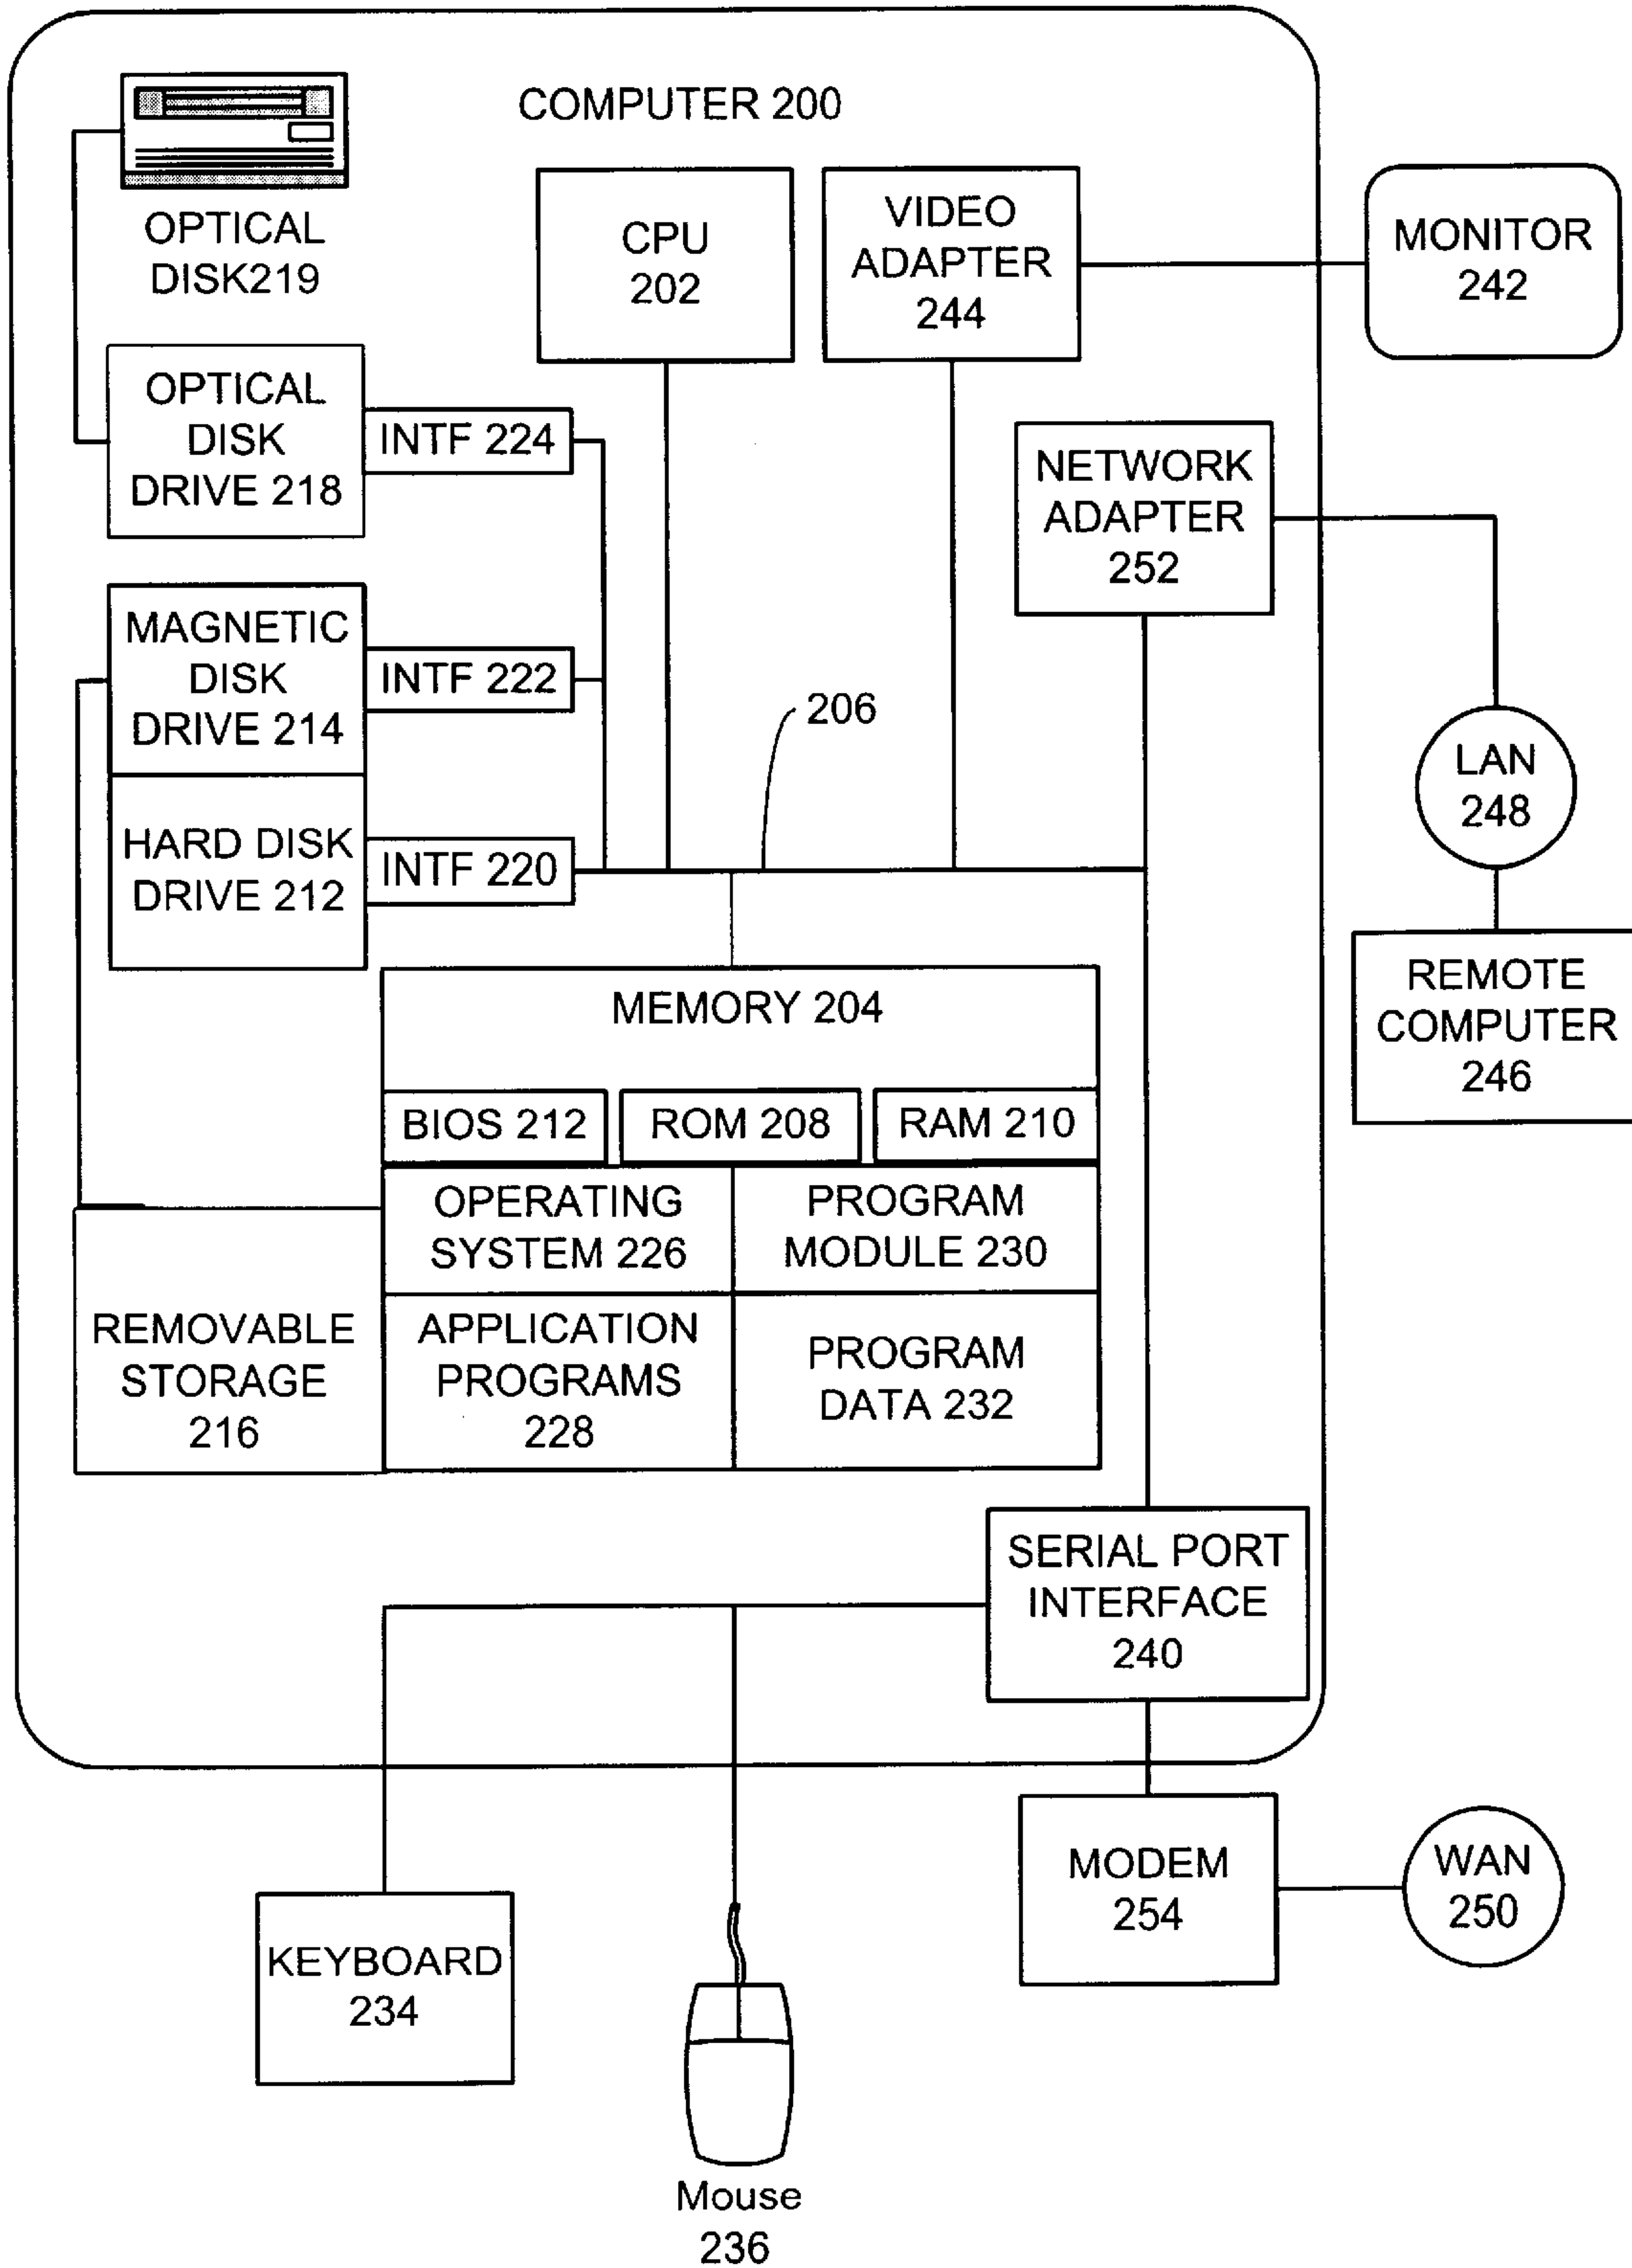 COMPUTER 200
OPTICAL
DISK219
CPU
202
VIDEO
ADAPTER
244
MONITOR
242
OPTICAL
DISK
DRIVE 218
INTF 224
NETWORK
ADAPTER
252
MAGNETIC
DISK
DRIVE 214
INTF 222
206
LAN
248
HARD DISK
DRIVE 212
INTF 220
REMOTE
COMPUTER
246
MEMORY 204
BIOS 212
ROM 208
RAM 210
OPERATING
SYSTEM 226
PROGRAM
MODULE 230
REMOVABLE
STORAGE
216
APPLICATION
PROGRAMS
228
PROGRAM
DATA 232
SERIAL PORT
INTERFACE
240
MODEM
254
WAN
250
KEYBOARD
234
Mouse
236